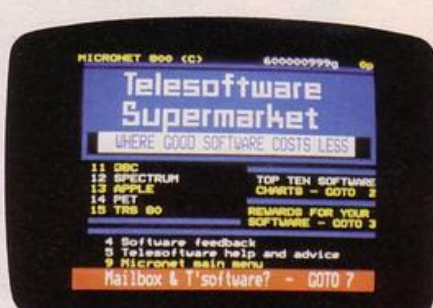 MICRONET 800 (C) 600000999g 0p
Telesoftware
Supermarket
WHERE GOOD SOFTWARE COSTS LESS
11 BBC
12 SPECTRUM
13 APPLE
14 PET
15 TRS 80
TOP TEN SOFTWARE
CHARTS - GOTO 2
REWARDS FOR YOUR
SOFTWARE - GOTO 3
4 Software feedback
5 Telesoftware help and advice
9 Micronet main menu
Mailbox & T'software? - GOTO 7